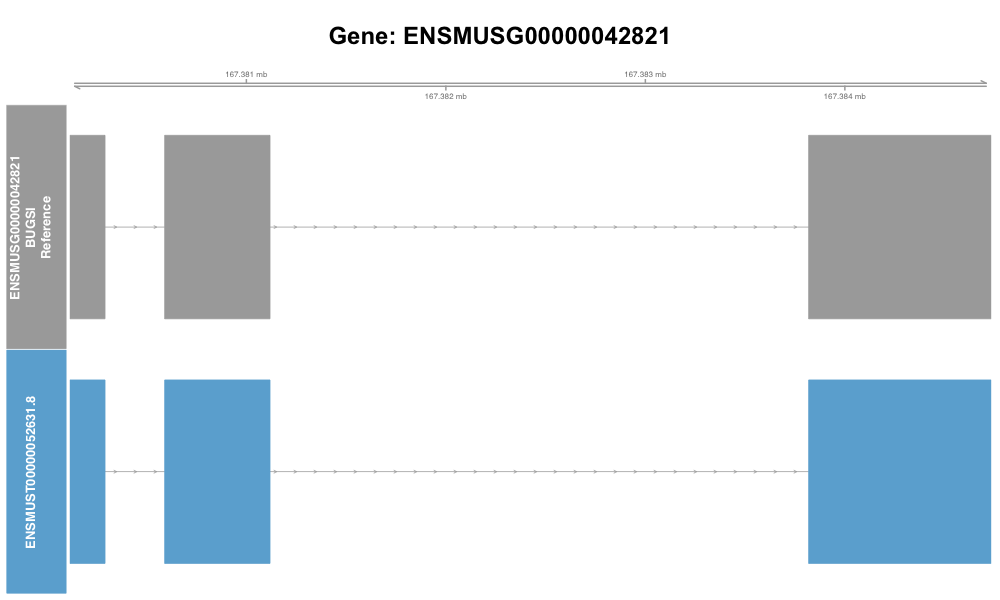 Gene: ENSMUSG00000042821
167.381 mb
167.383 mb
167.382 mb
167.384 mb
ENSMUSG00000042821
BUGSI
Reference
ENSMUST00000052631.8